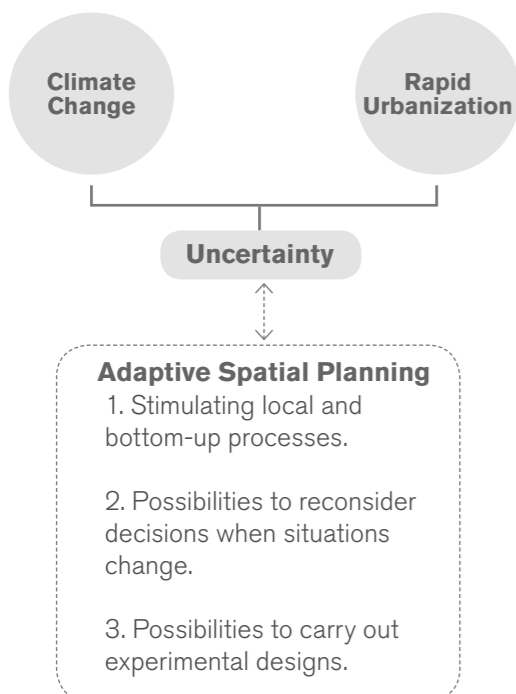 Climate
Change
Rapid
Urbanization
Uncertainty
Adaptive Spatial Planning
1. Stimulating local and
bottom-up processes.
2. Possibilities to reconsider
decisions when situations
change.
3. Possibilities to carry out
experimental designs.